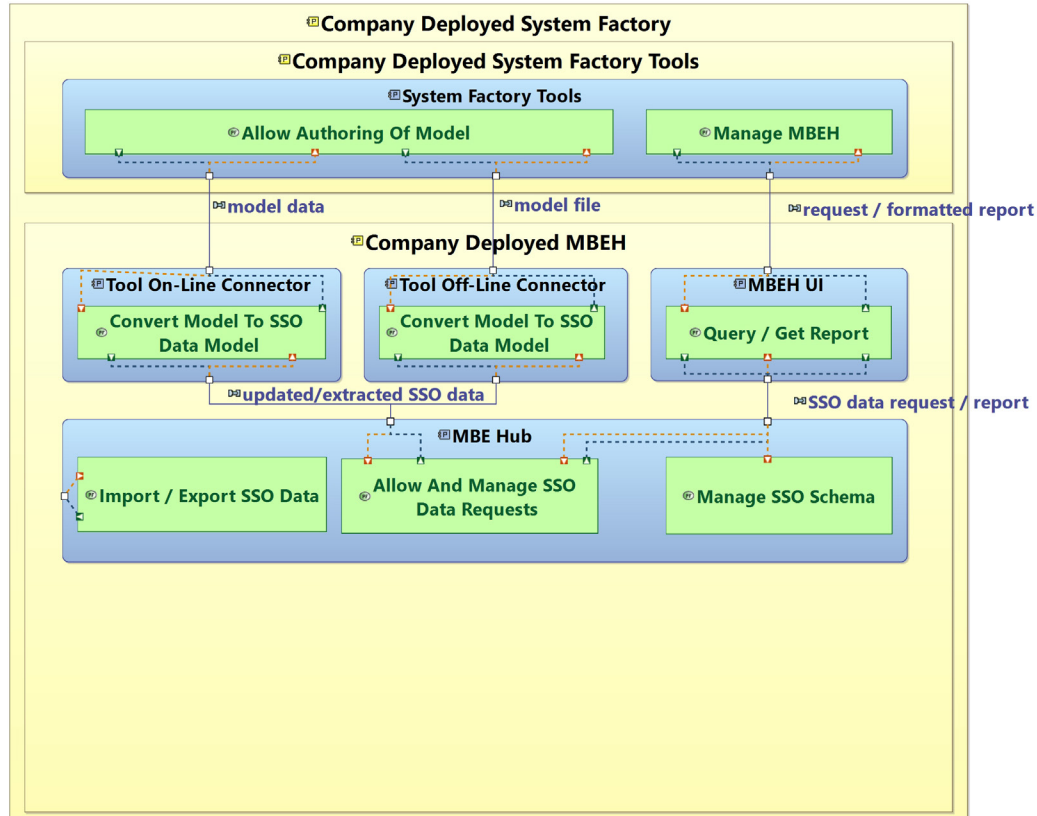 Company Deployed System Factory
Company Deployed System Factory Tools
System Factory Tools
Allow Authoring Of Model
Manage MBEH
model data
model file
request / formatted report
Company Deployed MBEH
Tool On-Line Connector
Tool Off-Line Connector
MBEH UI
Convert Model To SSO
Data Model
Convert Model To SSO
Data Model
Query / Get Report
updated/extracted SSO data
SSO data request / report
MBE Hub
Import / Export SSO Data
Allow And Manage SSO
Data Requests
Manage SSO Schema